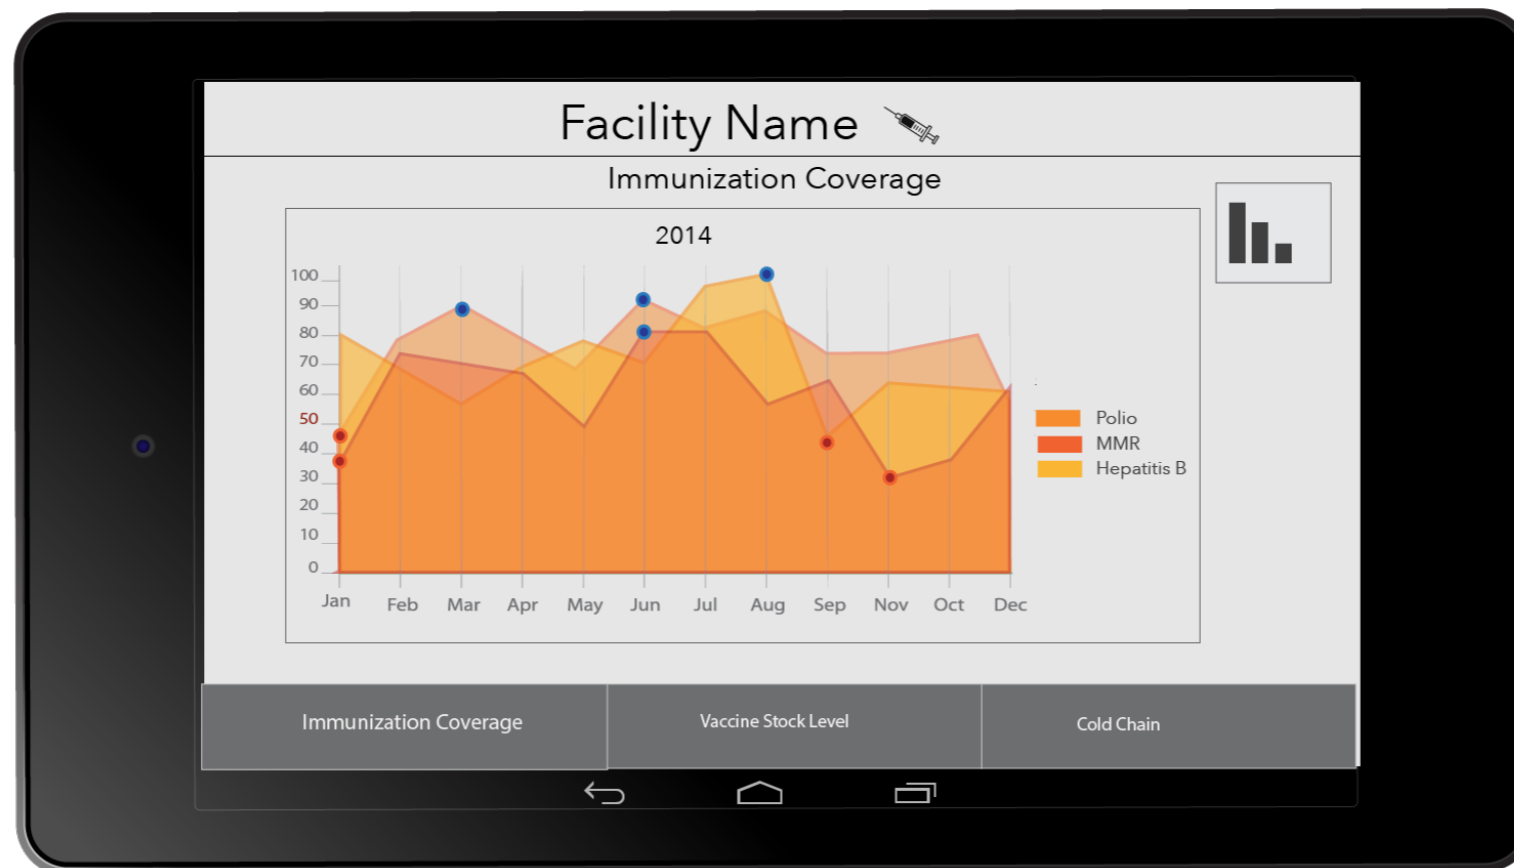 Facility Name
Immunization Coverage
2014
100
90
80
70
60
50
40
30
20
10
0
Jan Feb Mar Apr May Jun Jul Aug Sep Nov Oct Dec
Polio
MMR
Hepatitis B
Immunization Coverage Vaccine Stock Level Cold Chain